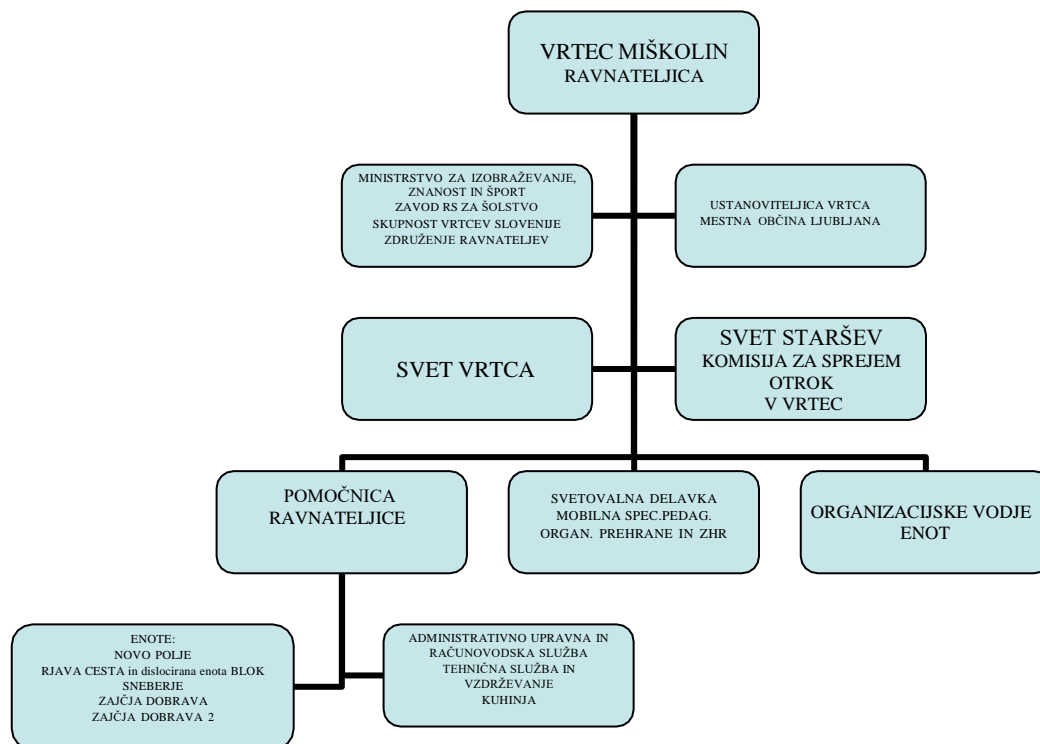 VRTEC MIŠKOLIN
RAVNATELJICA
MINISTRSTVO ZA IZOBRAŽEVANJE,
ZNANOST IN ŠPORT
ZAVOD RS ZA ŠOLSTVO
SKUPNOST VRTCEV SLOVENIJE
ZDRUŽENJE RAVNATELJEV
USTANOVITELJICA VRTCA
MESTNA OBČINA LJUBLJANA
SVET VRTCA
SVET STARŠEV
KOMISIJA ZA SPREJEM
OTROK
V VRTEC
POMOČNICA
RAVNATELJICE
SVETOVALNA DELAVKA
MOBILNA SPEC.PEDAG.
ORGAN. PREHRANE IN ZHR
ORGANIZACIJSKE VODJE
ENOT
ENOTE:
NOVO POLJE
RJAVA CESTA in dislocirana enota BLOK
SNEBERJE
ZAJČJA DOBRAVA
ZAJČJA DOBRAVA 2
ADMINISTRATIVNO UPRAVNA IN
RAČUNOVODSKA SLUŽBA
TEHNIČNA SLUŽBA IN
VZDRŽEVANJE
KUHINJA